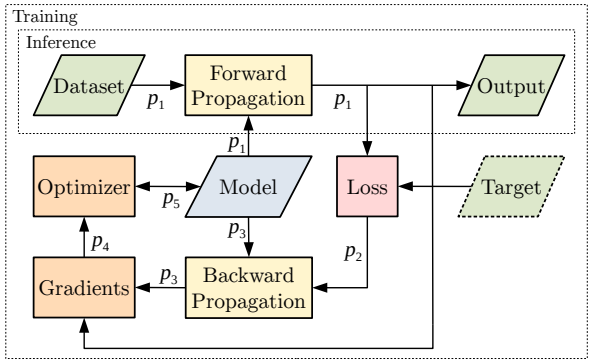 Training
Inference
Dataset
p₁
Forward
Propagation
p₁
Output
p₁
Optimizer
p₅
Model
Loss
Target
p₃
p₂
p₄
Gradients
p₃
Backward
Propagation